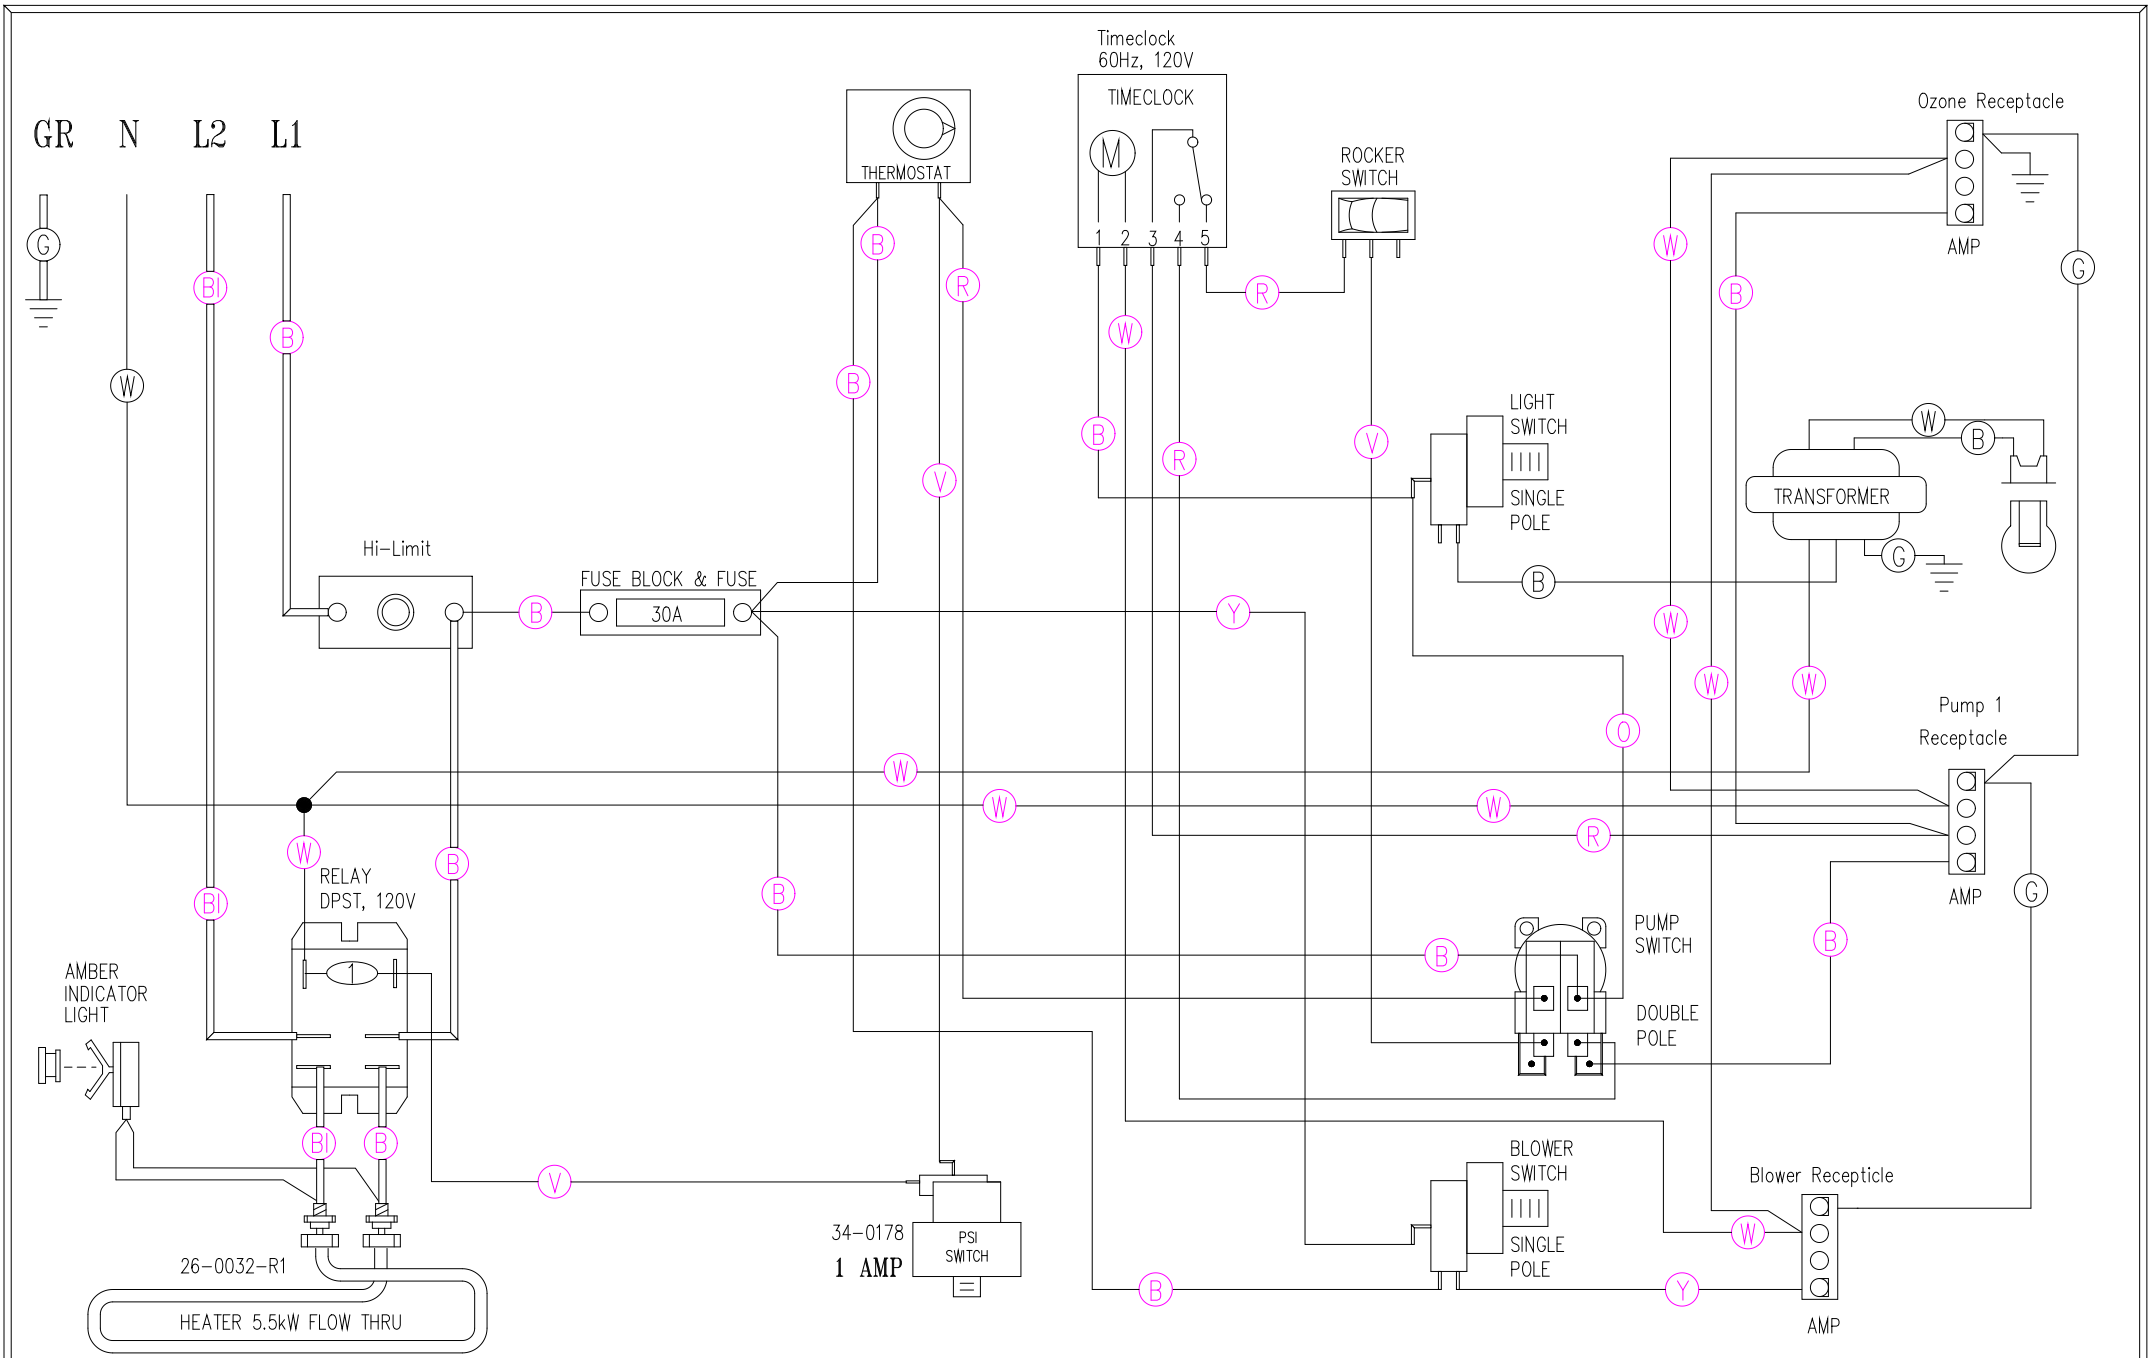 Timeclock
60Hz, 120V
TIMECLOCK
M
1 2 3 4 5
GR N L2 L1
THERMOSTAT
ROCKER
SWITCH
Ozone Receptacle
AMP
G
Bl
B
W
B
R
B
V
W
R
B
R
V
W
B
G
LIGHT
SWITCH
SINGLE
POLE
W
B
TRANSFORMER
G
B
Hi-Limit
B
FUSE BLOCK & FUSE
30A
Y
W
W
W
O
Pump 1
Receptacle
AMP
W
W
W
R
W
B
Bl
B
RELAY
DPST, 120V
1
B
G
B
PUMP
SWITCH
DOUBLE
POLE
AMBER
INDICATOR
LIGHT
Bl
B
V
34-0178
1 AMP
PSI
SWITCH
BLOWER
SWITCH
SINGLE
POLE
B
Y
W
Blower Recepticle
AMP
26-0032-R1
HEATER 5.5kW FLOW THRU